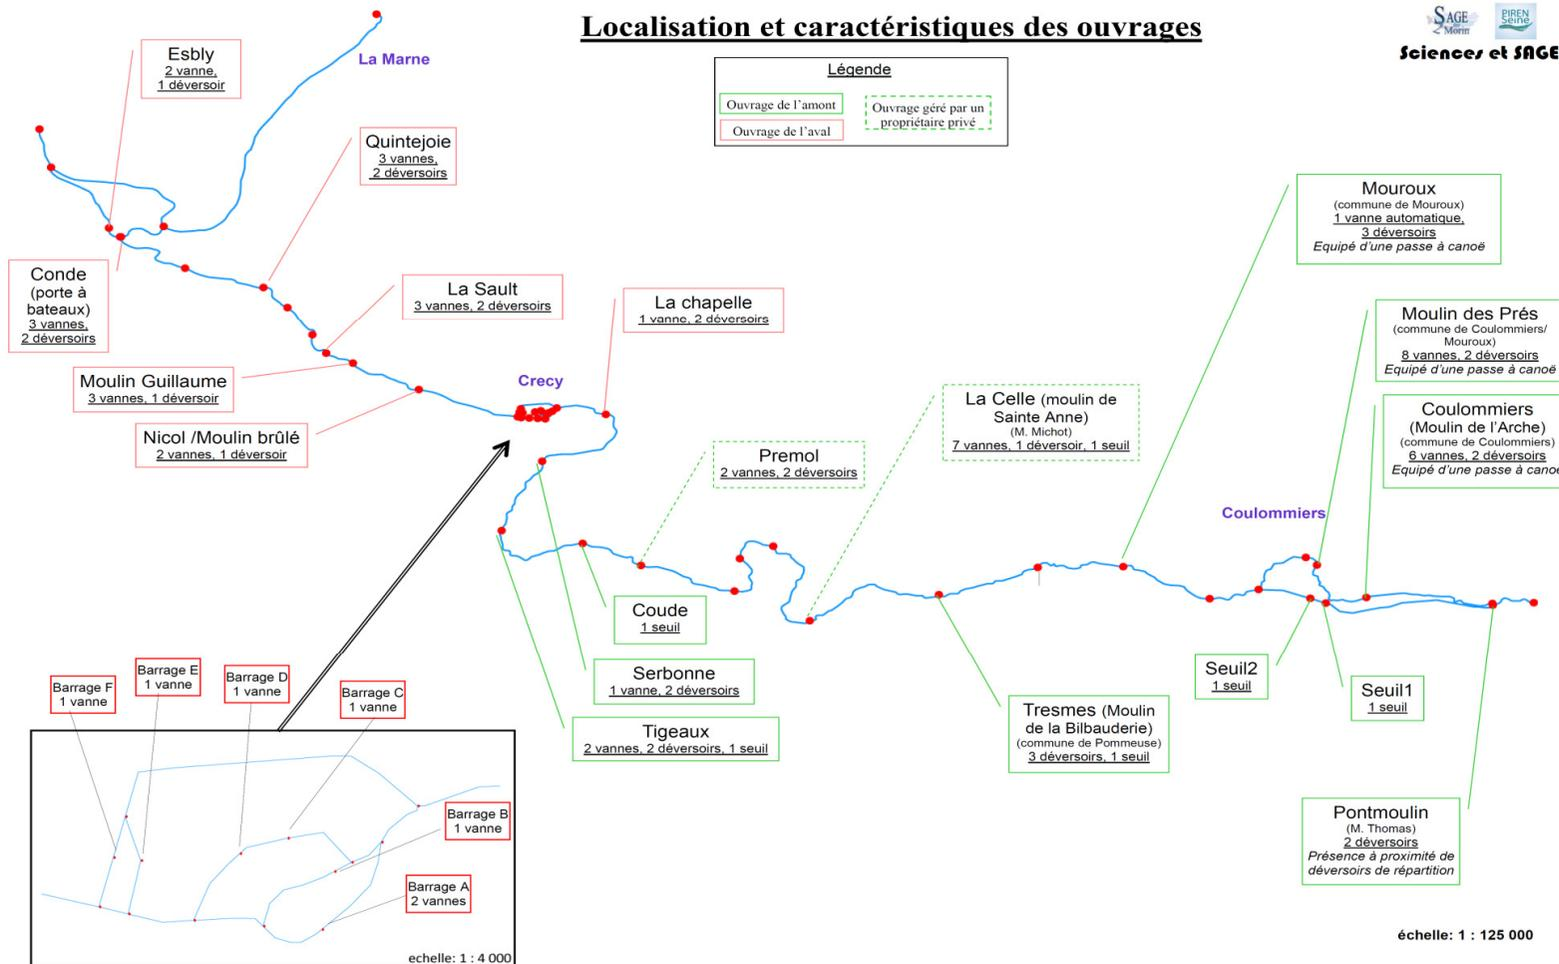 Localisation et caractéristiques des ouvrages
SAGE
2 Morin
PIREN
Seine
Sciences et SAGE
Légende
Ouvrage de l'amont
Ouvrage de l'aval
Ouvrage géré par un
propriétaire privé
La Marne
Esbly
2 vanne,
1 déversoir
Quintejoie
3 vannes,
2 déversoirs
Conde
(porte à
bateaux)
3 vannes,
2 déversoirs
La Sault
3 vannes, 2 déversoirs
La chapelle
1 vanne, 2 déversoirs
Moulin Guillaume
3 vannes, 1 déversoir
Nicol /Moulin brûlé
2 vannes, 1 déversoir
Crecy
Mouroux
(commune de Mouroux)
1 vanne automatique,
3 déversoirs
Equipé d'une passe à canoë
Moulin des Prés
(commune de Coulommiers/
Mouroux)
8 vannes, 2 déversoirs
Equipé d'une passe à canoë
Coulommiers
(Moulin de l'Arche)
(commune de Coulommiers)
6 vannes, 2 déversoirs
Equipé d'une passe à canoë
La Celle (moulin de
Sainte Anne)
(M. Michot)
7 vannes, 1 déversoir, 1 seuil
Premol
2 vannes, 2 déversoirs
Coulommiers
Coude
1 seuil
Serbonne
1 vanne, 2 déversoirs
Tigeaux
2 vannes, 2 déversoirs, 1 seuil
Tresmes (Moulin
de la Bilbauderie)
(commune de Pommeuse)
3 déversoirs, 1 seuil
Seuil2
1 seuil
Seuil1
1 seuil
Pontmoulin
(M. Thomas)
2 déversoirs
Présence à proximité de
déversoirs de répartition
Barrage F
1 vanne
Barrage E
1 vanne
Barrage D
1 vanne
Barrage C
1 vanne
Barrage B
1 vanne
Barrage A
2 vannes
echelle: 1 : 4 000
échelle: 1 : 125 000